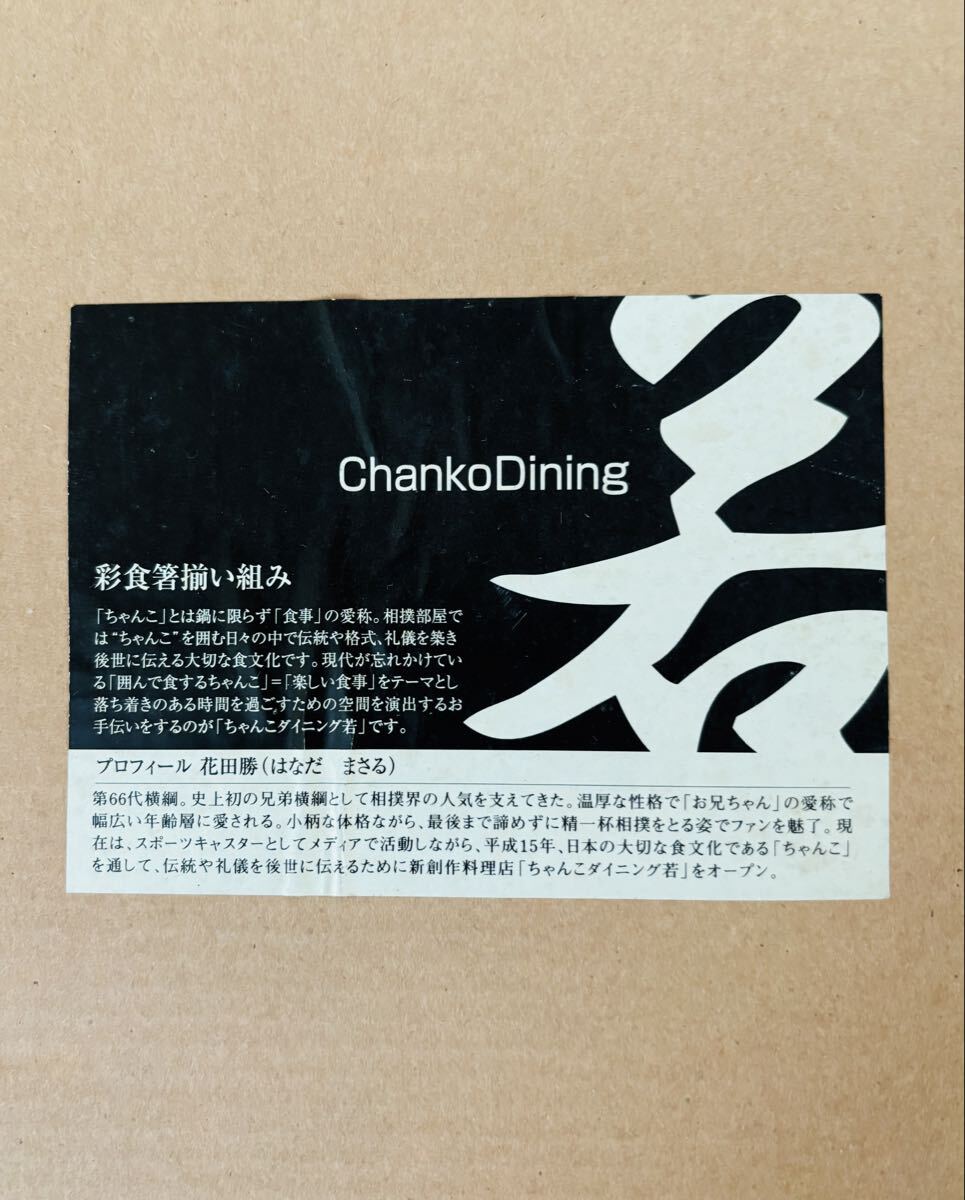 若
ChankoDining
彩食箸揃い組み
「ちゃんこ」とは鍋に限らず「食事」の愛称。相撲部屋で
は“ちゃんこ”を囲む日々の中で伝統や格式、礼儀を築き
後世に伝える大切な食文化です。現代が忘れかけてい
る「囲んで食するちゃんこ」=「楽しい食事」をテーマとし
落ち着きのある時間を過ごすための空間を演出するお
手伝いをするのが「ちゃんこダイニング若」です。
プロフィール 花田勝(はなだ　まさる)
第66代横綱。史上初の兄弟横綱として相撲界の人気を支えてきた。温厚な性格で「お兄ちゃん」の愛称で
幅広い年齢層に愛される。小柄な体格ながら、最後まで諦めずに精一杯相撲をとる姿でファンを魅了。現
在は、スポーツキャスターとしてメディアで活動しながら、平成15年、日本の大切な食文化である「ちゃんこ」
を通して、伝統や礼儀を後世に伝えるために新創作料理店「ちゃんこダイニング若」をオープン。